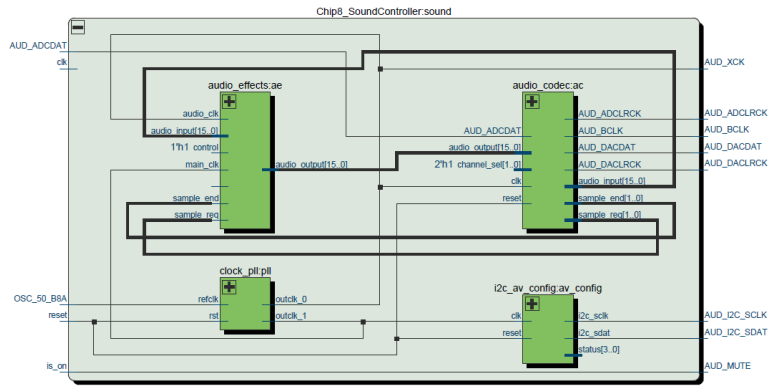 Chip8_SoundController:sound
AUD_ADCDAT
clk
AUD_XCK
audio_effects:ae
audio_clk
audio_input[15..0]
1'h1 control
main_clk
sample_end
sample_req
audio_output[15..0]
audio_codec:ac
AUD_ADCDAT
audio_output[15..0]
2'h1 channel_sel[1..0]
clk
reset
AUD_ADCLRCK
AUD_BCLK
AUD_DACDAT
AUD_DACLRCK
audio_input[15..0]
sample_end[1..0]
sample_req[1..0]
AUD_ADCLRCK
AUD_BCLK
AUD_DACDAT
AUD_DACLRCK
clock_pll:pll
refclk
rst
outclk_0
outclk_1
i2c_av_config:av_config
clk
reset
i2c_sclk
i2c_sdat
status[3..0]
OSC_50_B8A
reset
is_on
AUD_I2C_SCLK
AUD_I2C_SDAT
AUD_MUTE